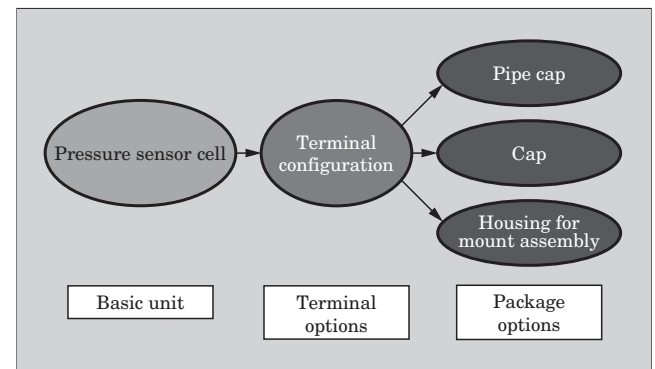 Pipe cap
Pressure sensor cell
Terminal
configuration
Cap
Housing for
mount assembly
Basic unit
Terminal
options
Package
options